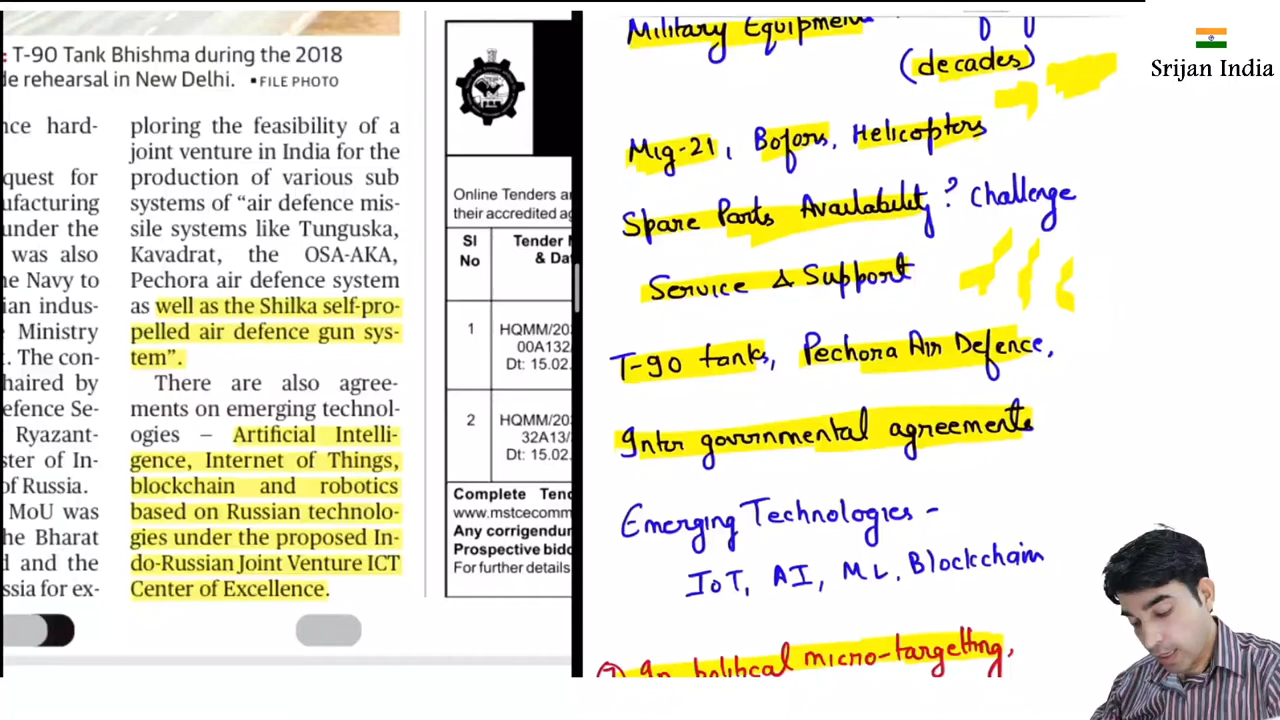 : T-90 Tank Bhishma during the 2018
de rehearsal in New Delhi. • FILE PHOTO
nce hard-
quest for
ufacturing
under the
was also
he Navy to
ian indus-
Ministry
t. The con-
haired by
efence Se-
Ryazant-
ster of In-
of Russia.
MoU was
he Bharat
d and the
ssia for ex-
ploring the feasibility of a
joint venture in India for the
production of various sub
systems of “air defence mis-
sile systems like Tunguska,
Kavadrat, the OSA-AKA,
Pechora air defence system
as well as the Shilka self-pro-
pelled air defence gun sys-
tem”.
There are also agree-
ments on emerging technol-
ogies – Artificial Intelli-
gence, Internet of Things,
blockchain and robotics
based on Russian technolo-
gies under the proposed In-
do-Russian Joint Venture ICT
Center of Excellence.
Online Tenders a
their accredited ag
Sl No Tender & Dat
1 HQMM/20
00A132
Dt: 15.02.
2 HQMM/20
32A13/
Dt: 15.02.
Complete Tend
www.mstcecomm
Any corrigendum
Prospective bidd
For further details
Military Equipment
(decades)
Mig-21, Bofors, Helicopters
Spare Parts Availability? Challenge
Service & Support
T-90 tanks, Pechora Air Defence,
Inter governmental agreements
Emerging Technologies -
IoT, AI, ML, Blockchain
In political micro-targetting,
Srijan India